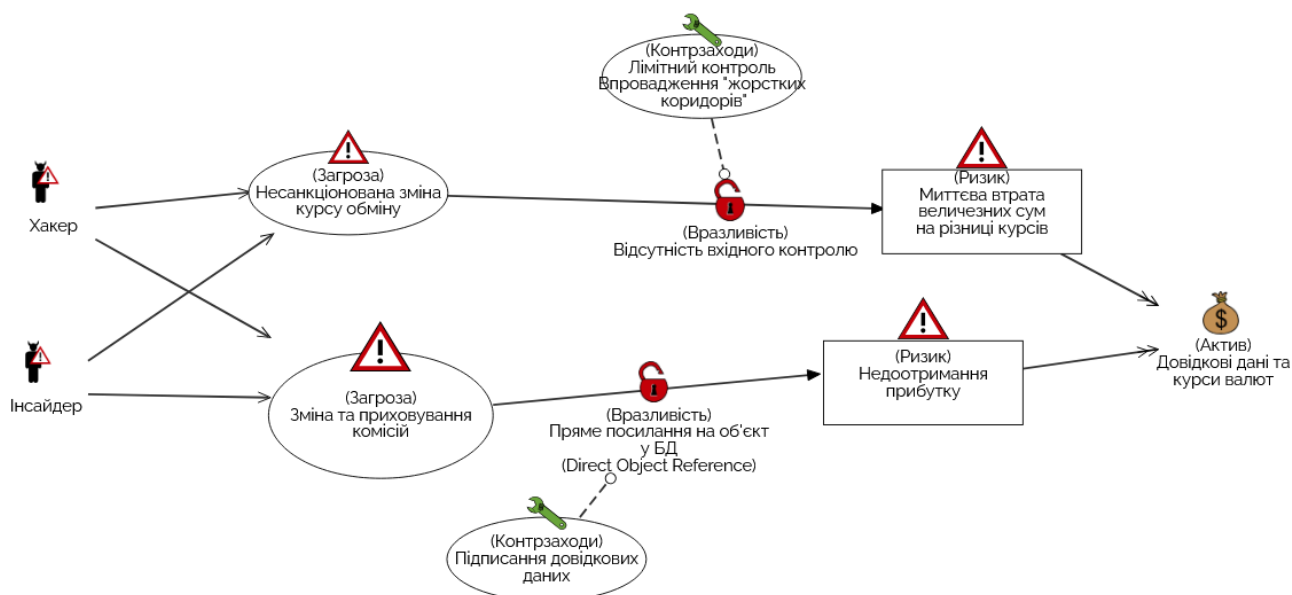 (Контрзаходи)
Лімітний контроль
Впровадження "жорстких
коридорів"
Хакер
(Загроза)
Несанкціонована зміна
курсу обміну
(Вразливість)
Відсутність вхідного контролю
(Ризик)
Миттєва втрата
величезних сум
на різниці курсів
(Актив)
Довідкові дані та
курси валют
Інсайдер
(Загроза)
Зміна та приховування
комісій
(Вразливість)
Пряме посилання на об'єкт
у БД
(Direct Object Reference)
(Ризик)
Недоотримання
прибутку
(Контрзаходи)
Підписання довідкових
даних